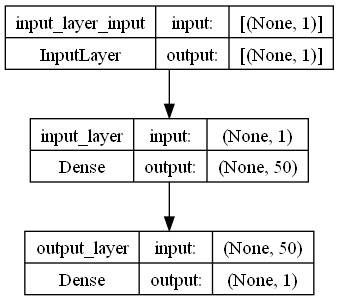 input_layer_input input: [(None, 1)]
InputLayer output: [(None, 1)]
input_layer input: (None, 1)
Dense output: (None, 50)
output_layer input: (None, 50)
Dense output: (None, 1)